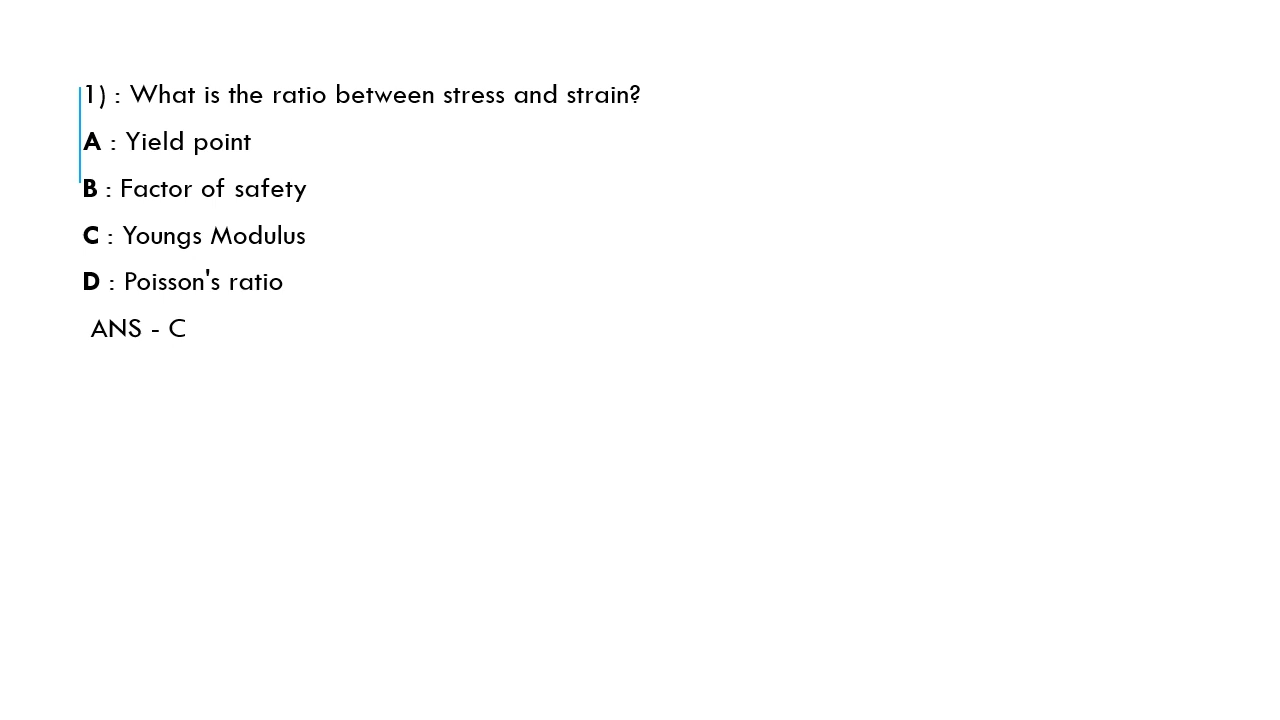 1) : What is the ratio between stress and strain?
A : Yield point
B : Factor of safety
C : Youngs Modulus
D : Poisson's ratio
ANS - C